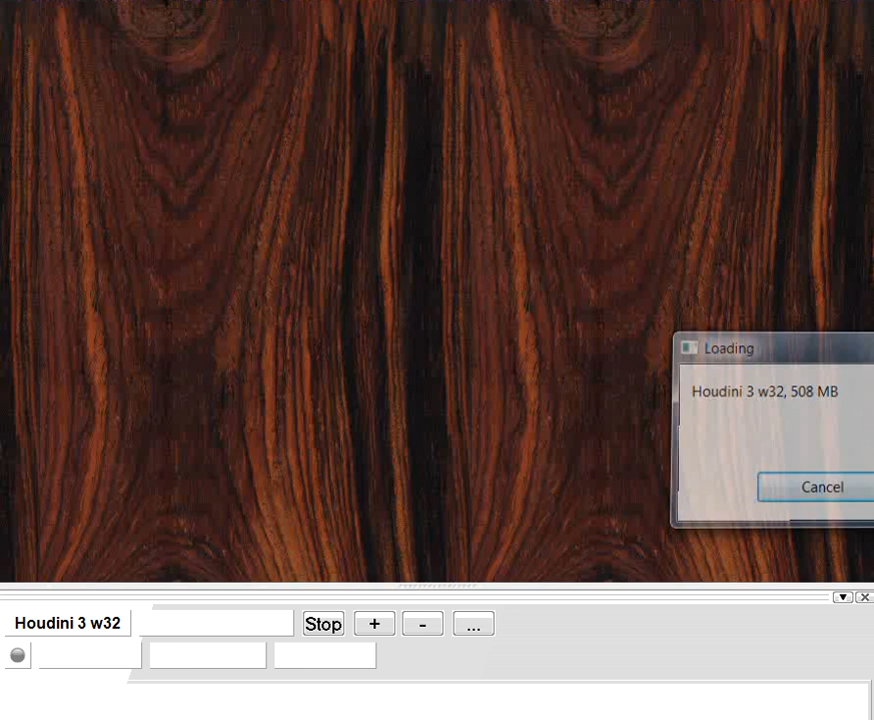 Loading
Houdini 3 w32, 508 MB
Cancel
Houdini 3 w32
Stop
+
-
...